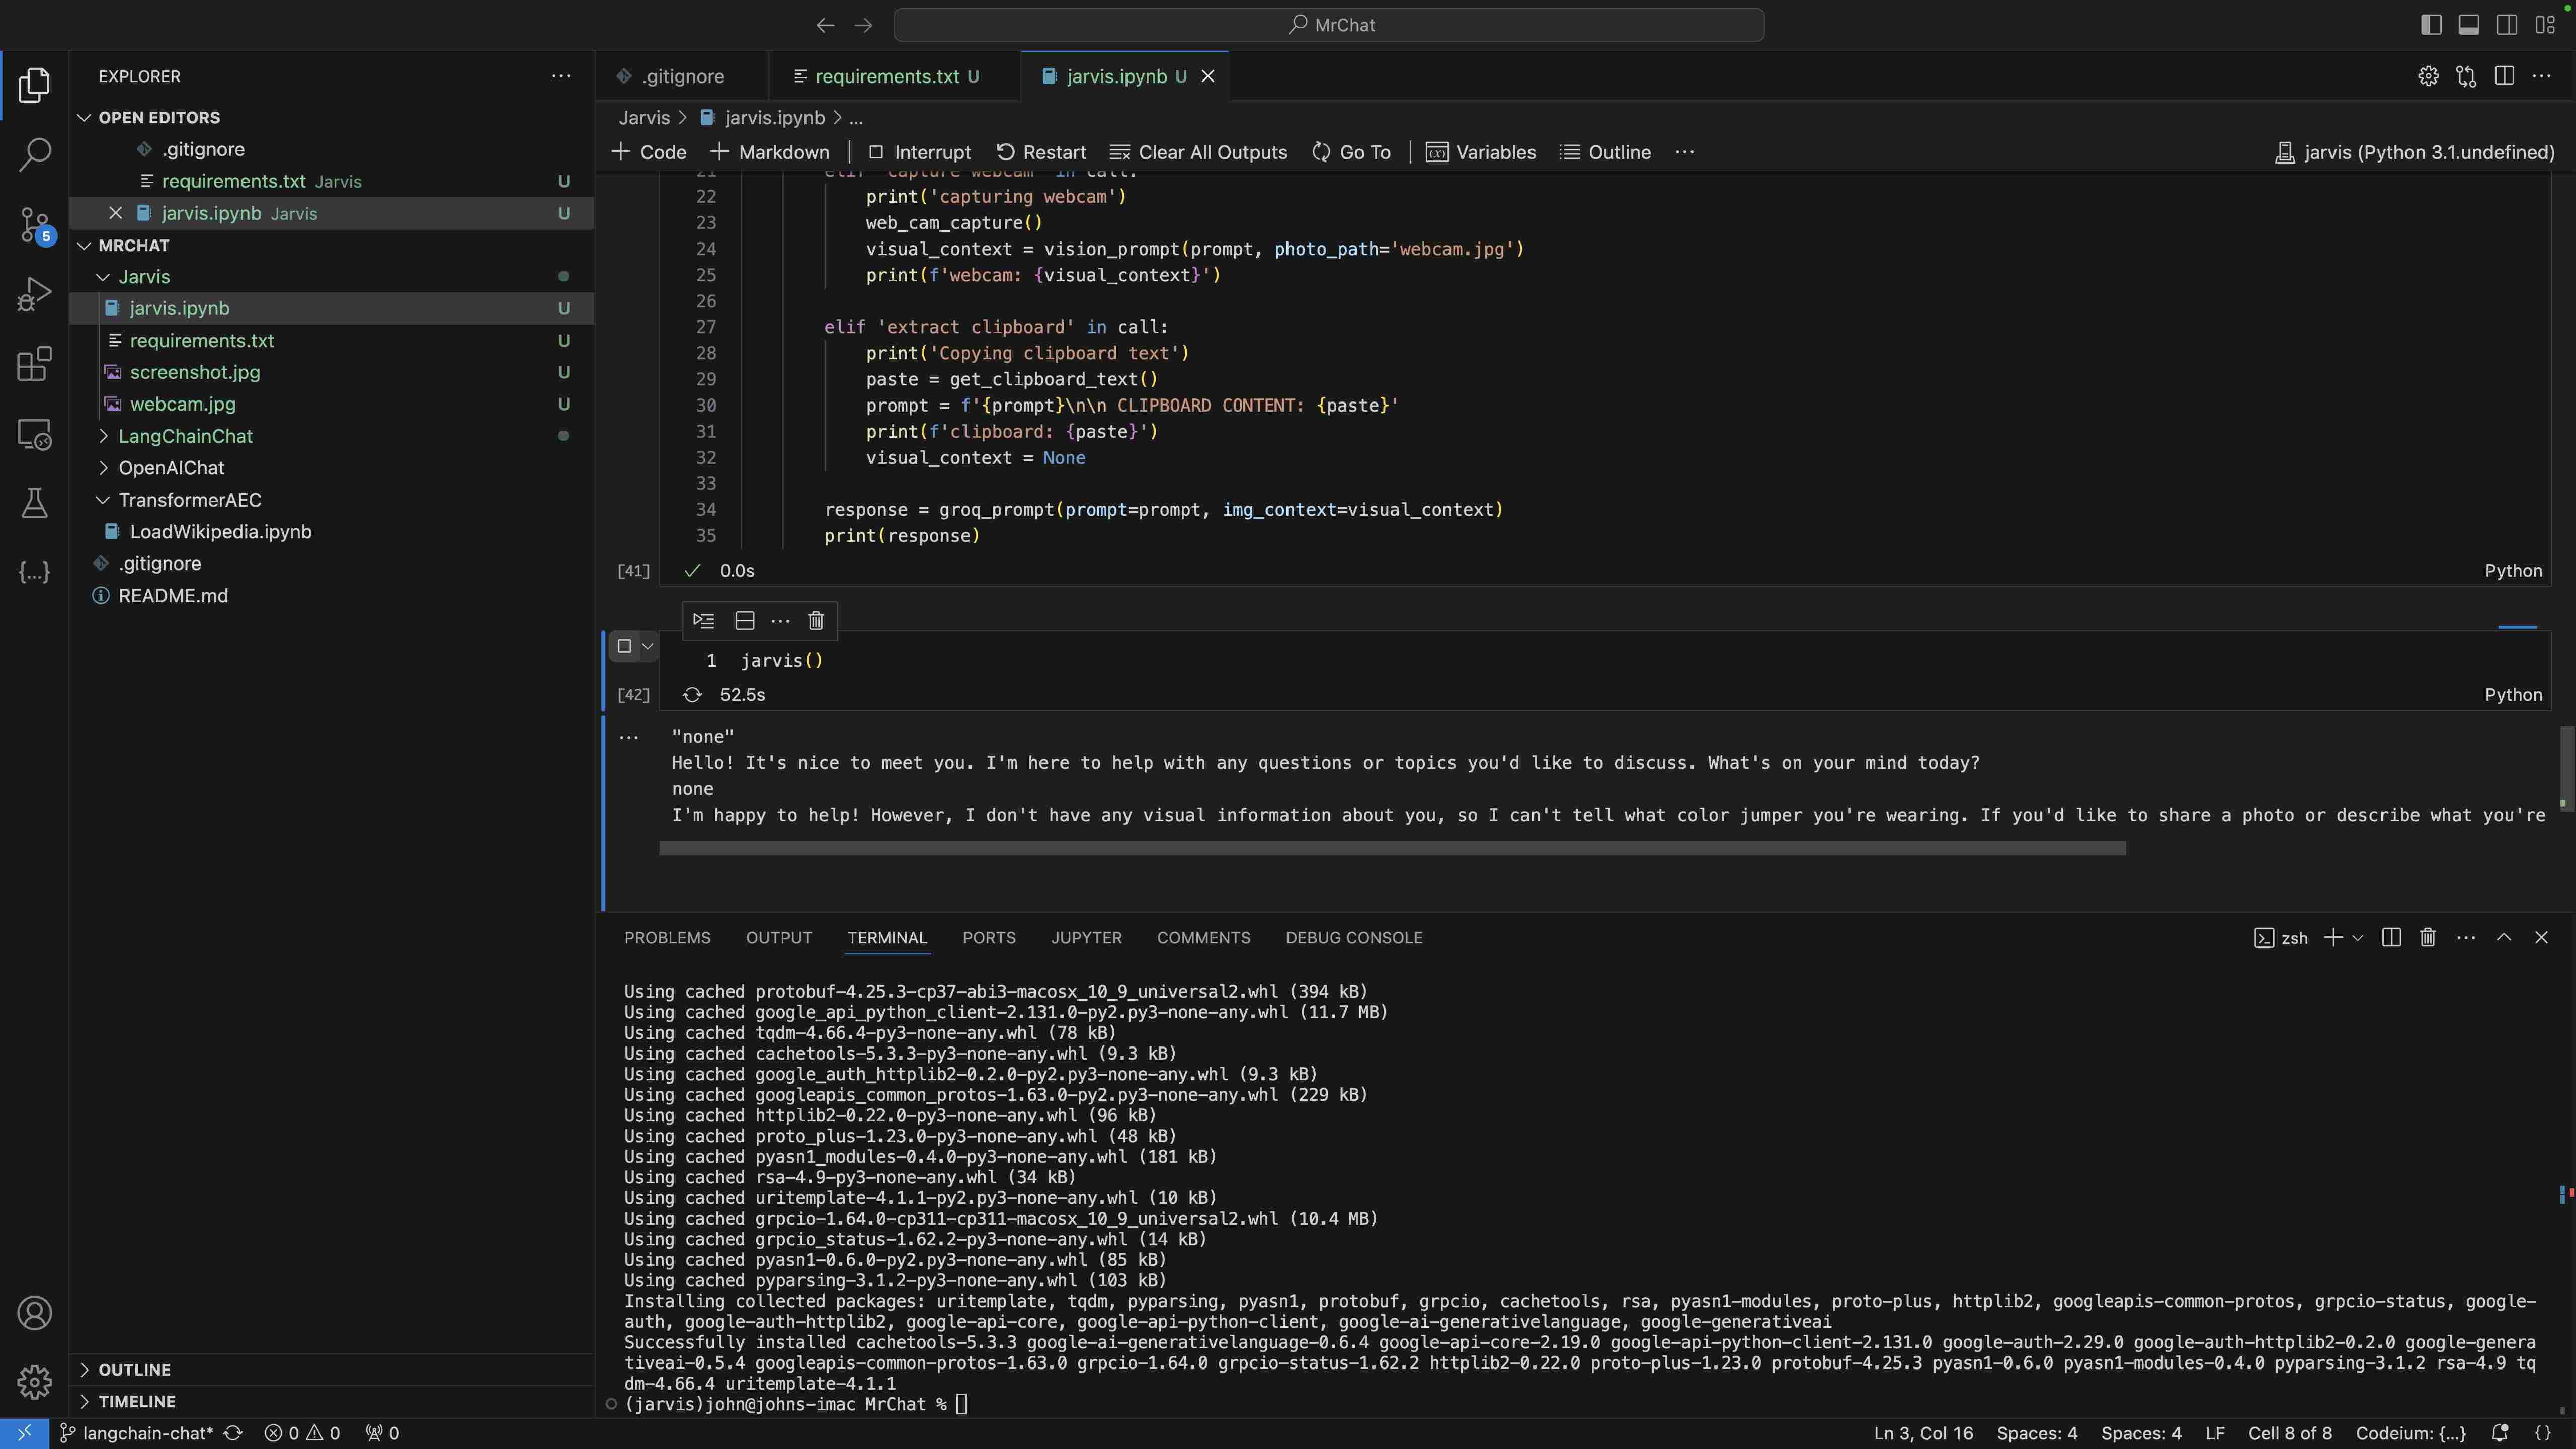 MrChat
EXPLORER
OPEN EDITORS
.gitignore
requirements.txt Jarvis U
jarvis.ipynb Jarvis U
5
MRCHAT
Jarvis
jarvis.ipynb U
requirements.txt U
screenshot.jpg U
webcam.jpg U
LangChainChat
OpenAIChat
TransformerAEC
LoadWikipedia.ipynb
.gitignore
README.md
OUTLINE
TIMELINE
.gitignore requirements.txt U jarvis.ipynb U
Jarvis > jarvis.ipynb > ...
Code Markdown Interrupt Restart Clear All Outputs Go To Variables Outline ... jarvis (Python 3.1.undefined)
21 elif 'capture webcam' in call:
22 print('capturing webcam')
23 web_cam_capture()
24 visual_context = vision_prompt(prompt, photo_path='webcam.jpg')
25 print(f'webcam: {visual_context}')
26
27 elif 'extract clipboard' in call:
28 print('Copying clipboard text')
29 paste = get_clipboard_text()
30 prompt = f'{prompt}\n\n CLIPBOARD CONTENT: {paste}'
31 print(f'clipboard: {paste}')
32 visual_context = None
33
34 response = groq_prompt(prompt=prompt, img_context=visual_context)
35 print(response)
[41] 0.0s Python
1 jarvis()
[42] 52.5s Python
... "none"
Hello! It's nice to meet you. I'm here to help with any questions or topics you'd like to discuss. What's on your mind today?
none
I'm happy to help! However, I don't have any visual information about you, so I can't tell what color jumper you're wearing. If you'd like to share a photo or describe what you're
PROBLEMS OUTPUT TERMINAL PORTS JUPYTER COMMENTS DEBUG CONSOLE zsh
Using cached protobuf-4.25.3-cp37-abi3-macosx_10_9_universal2.whl (394 kB)
Using cached google_api_python_client-2.131.0-py2.py3-none-any.whl (11.7 MB)
Using cached tqdm-4.66.4-py3-none-any.whl (78 kB)
Using cached cachetools-5.3.3-py3-none-any.whl (9.3 kB)
Using cached google_auth_httplib2-0.2.0-py2.py3-none-any.whl (9.3 kB)
Using cached googleapis_common_protos-1.63.0-py2.py3-none-any.whl (229 kB)
Using cached httplib2-0.22.0-py3-none-any.whl (96 kB)
Using cached proto_plus-1.23.0-py3-none-any.whl (48 kB)
Using cached pyasn1_modules-0.4.0-py3-none-any.whl (181 kB)
Using cached rsa-4.9-py3-none-any.whl (34 kB)
Using cached uritemplate-4.1.1-py2.py3-none-any.whl (10 kB)
Using cached grpcio-1.64.0-cp311-cp311-macosx_10_9_universal2.whl (10.4 MB)
Using cached grpcio_status-1.62.2-py3-none-any.whl (14 kB)
Using cached pyasn1-0.6.0-py2.py3-none-any.whl (85 kB)
Using cached pyparsing-3.1.2-py3-none-any.whl (103 kB)
Installing collected packages: uritemplate, tqdm, pyparsing, pyasn1, protobuf, grpcio, cachetools, rsa, pyasn1-modules, proto-plus, httplib2, googleapis-common-protos, grpcio-status, google-
auth, google-auth-httplib2, google-api-core, google-api-python-client, google-ai-generativelanguage, google-generativeai
Successfully installed cachetools-5.3.3 google-ai-generativelanguage-0.6.4 google-api-core-2.19.0 google-api-python-client-2.131.0 google-auth-2.29.0 google-auth-httplib2-0.2.0 google-genera
tiveai-0.5.4 googleapis-common-protos-1.63.0 grpcio-1.64.0 grpcio-status-1.62.2 httplib2-0.22.0 proto-plus-1.23.0 protobuf-4.25.3 pyasn1-0.6.0 pyasn1-modules-0.4.0 pyparsing-3.1.2 rsa-4.9 tq
dm-4.66.4 uritemplate-4.1.1
(jarvis)john@johns-imac MrChat %
langchain-chat* 0 0 0 Ln 3, Col 16 Spaces: 4 Spaces: 4 LF Cell 8 of 8 Codeium: {...} {}